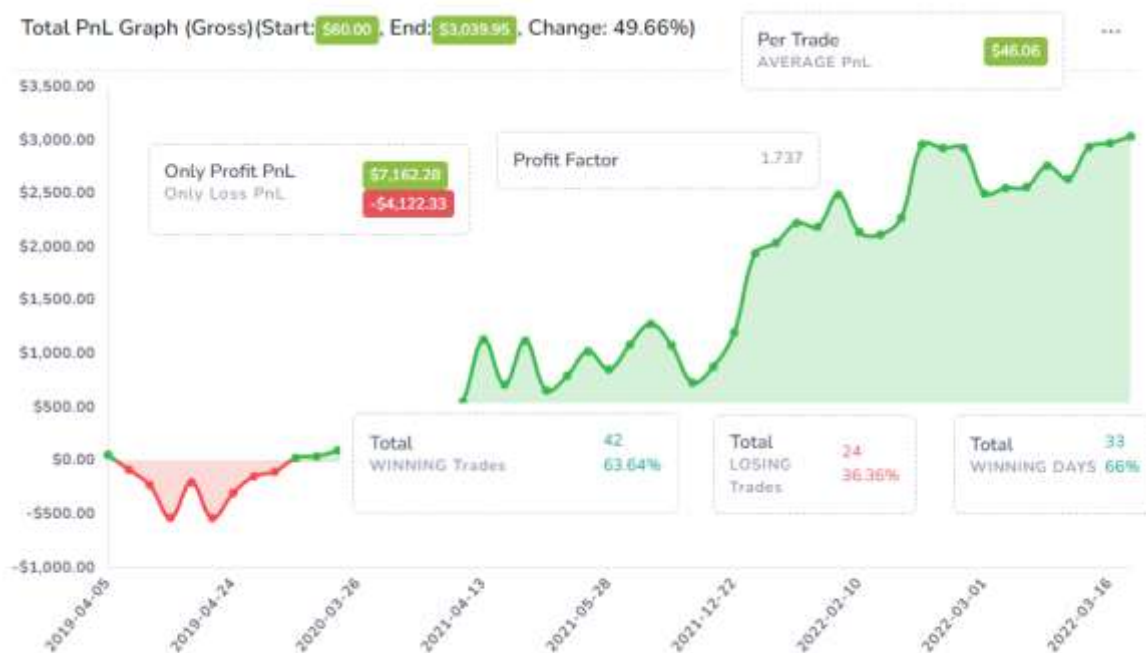 Total PnL Graph (Gross)(Start: $60.00, End: $3,039.95, Change: 49.66%)
Per Trade
AVERAGE PnL
$46.06
...
Only Profit PnL
Only Loss PnL
$7,162.28
-$4,122.33
Profit Factor
1.737
$3,500.00
$3,000.00
$2,500.00
$2,000.00
$1,500.00
$1,000.00
$500.00
$0.00
-$500.00
-$1,000.00
Total
WINNING Trades
42
63.64%
Total
LOSING
Trades
24
36.36%
Total
WINNING DAYS
33
66%
2019-04-05
2019-04-24
2020-03-26
2021-04-13
2021-05-28
2021-12-22
2022-02-10
2022-03-01
2022-03-16